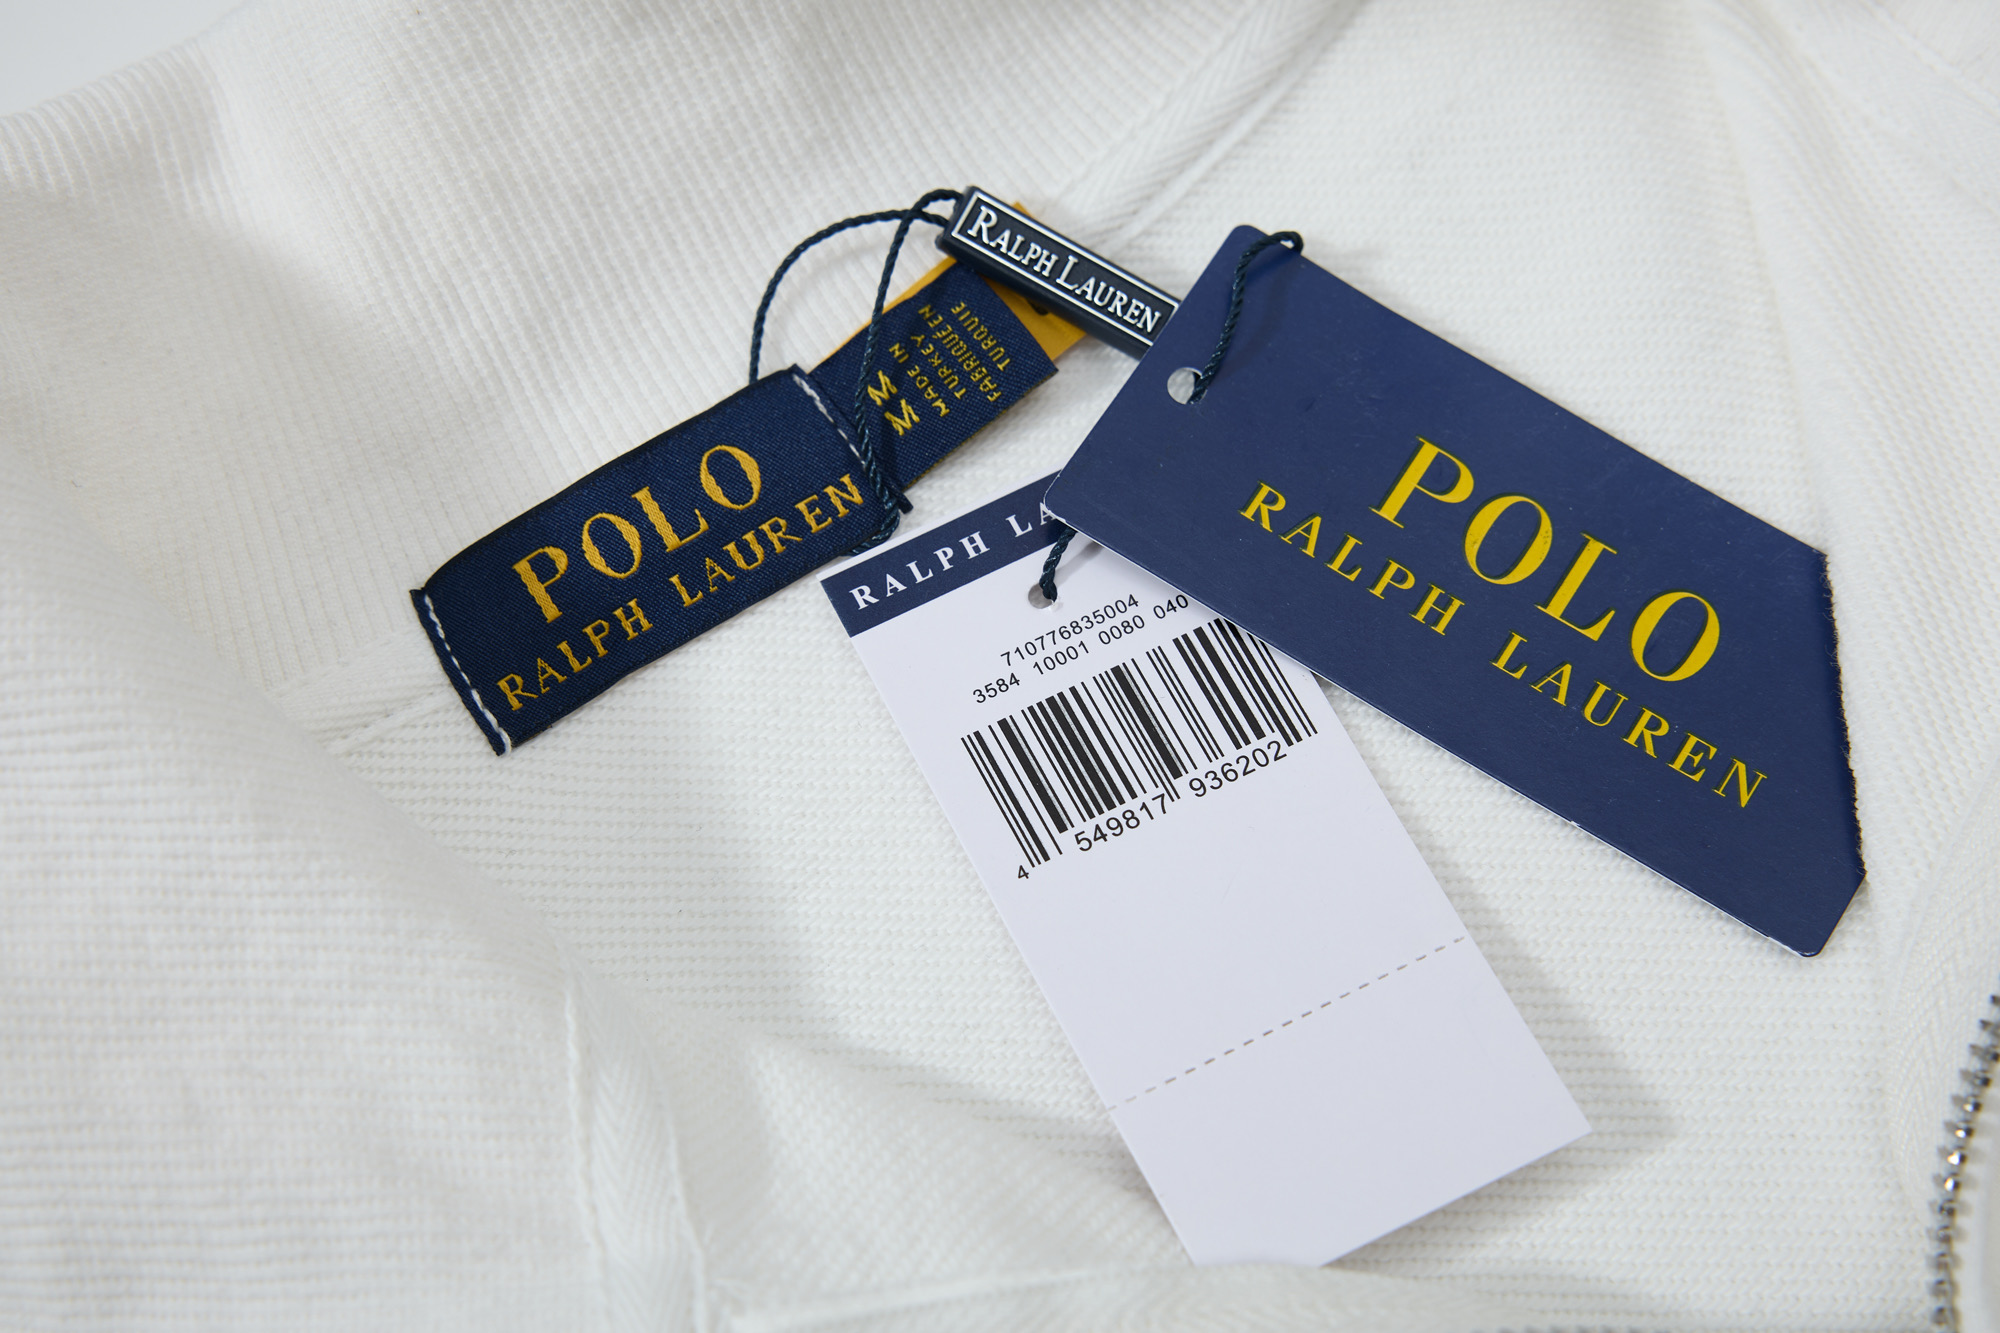 POLO
RALPH LAUREN
M
M
MADE IN
TURKEY
FABRIQUÉ EN
TURQUIE
RALPH LAUREN
RALPH LA
710776835004
3584 10001 0080 040
4 549817 936202
POLO
RALPH LAUREN